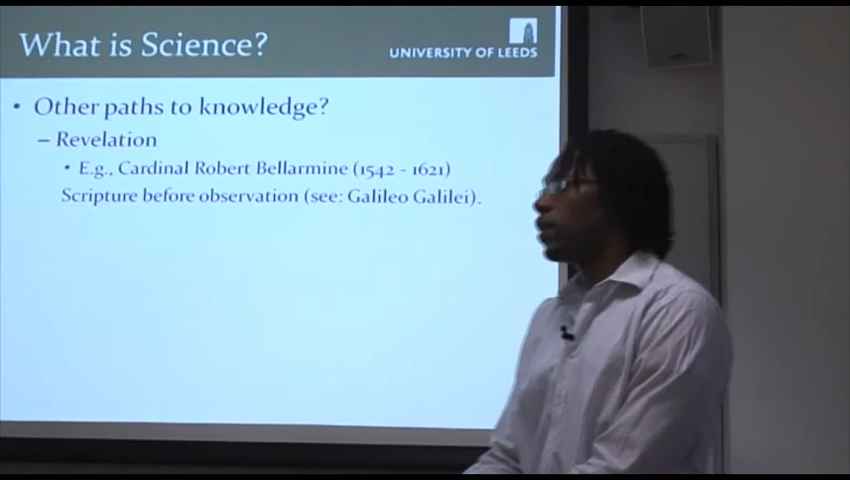 What is Science?
UNIVERSITY OF LEEDS
• Other paths to knowledge?
– Revelation
• E.g., Cardinal Robert Bellarmine (1542 - 1621)
Scripture before observation (see: Galileo Galilei).